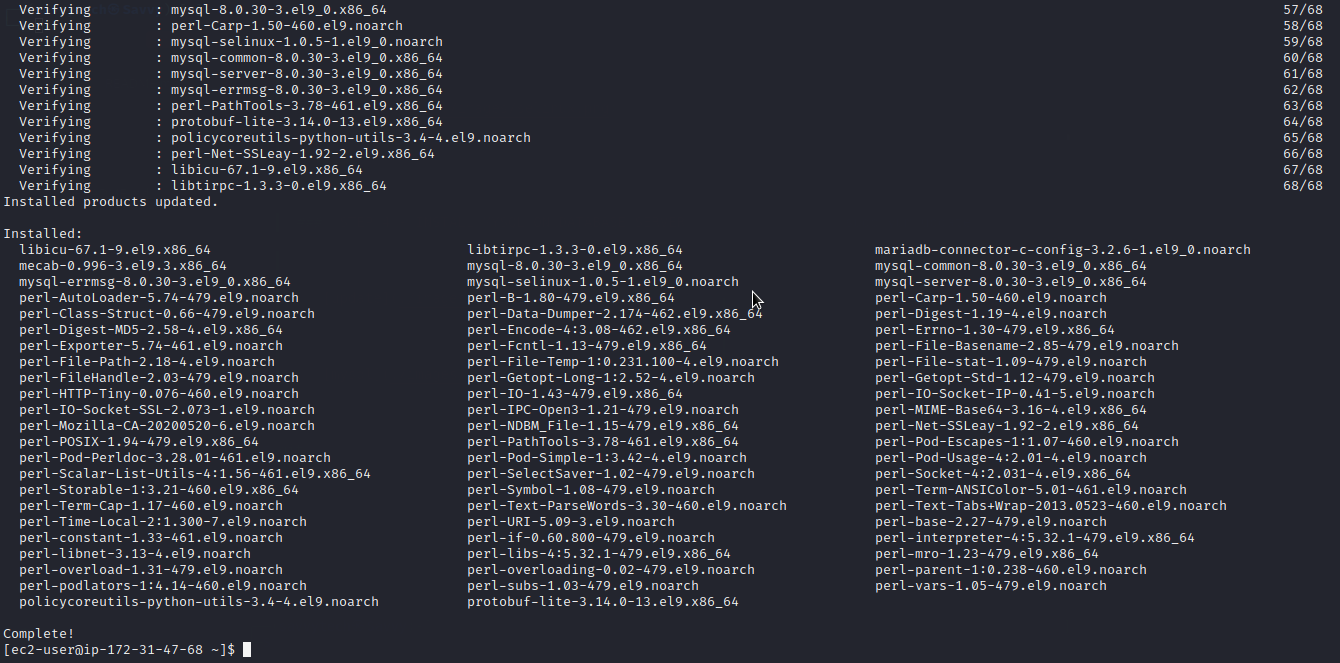 Verifying : mysql-8.0.30-3.el9_0.x86_64 57/68
Verifying : perl-Carp-1.50-460.el9.noarch 58/68
Verifying : mysql-selinux-1.0.5-1.el9_0.noarch 59/68
Verifying : mysql-common-8.0.30-3.el9_0.x86_64 60/68
Verifying : mysql-server-8.0.30-3.el9_0.x86_64 61/68
Verifying : mysql-errmsg-8.0.30-3.el9_0.x86_64 62/68
Verifying : perl-PathTools-3.78-461.el9.x86_64 63/68
Verifying : protobuf-lite-3.14.0-13.el9.x86_64 64/68
Verifying : policycoreutils-python-utils-3.4-4.el9.noarch 65/68
Verifying : perl-Net-SSLeay-1.92-2.el9.x86_64 66/68
Verifying : libicu-67.1-9.el9.x86_64 67/68
Verifying : libtirpc-1.3.3-0.el9.x86_64 68/68
Installed products updated.
Installed:
libicu-67.1-9.el9.x86_64 libtirpc-1.3.3-0.el9.x86_64 mariadb-connector-c-config-3.2.6-1.el9_0.noarch
mecab-0.996-3.el9.3.x86_64 mysql-8.0.30-3.el9_0.x86_64 mysql-common-8.0.30-3.el9_0.x86_64
mysql-errmsg-8.0.30-3.el9_0.x86_64 mysql-selinux-1.0.5-1.el9_0.noarch mysql-server-8.0.30-3.el9_0.x86_64
perl-AutoLoader-5.74-479.el9.noarch perl-B-1.80-479.el9.x86_64 perl-Carp-1.50-460.el9.noarch
perl-Class-Struct-0.66-479.el9.noarch perl-Data-Dumper-2.174-462.el9.x86_64 perl-Digest-1.19-4.el9.noarch
perl-Digest-MD5-2.58-4.el9.x86_64 perl-Encode-4:3.08-462.el9.x86_64 perl-Errno-1.30-479.el9.x86_64
perl-Exporter-5.74-461.el9.noarch perl-Fcntl-1.13-479.el9.x86_64 perl-File-Basename-2.85-479.el9.noarch
perl-File-Path-2.18-4.el9.noarch perl-File-Temp-1:0.231.100-4.el9.noarch perl-File-stat-1.09-479.el9.noarch
perl-FileHandle-2.03-479.el9.noarch perl-Getopt-Long-1:2.52-4.el9.noarch perl-Getopt-Std-1.12-479.el9.noarch
perl-HTTP-Tiny-0.076-460.el9.noarch perl-IO-1.43-479.el9.x86_64 perl-IO-Socket-IP-0.41-5.el9.noarch
perl-IO-Socket-SSL-2.073-1.el9.noarch perl-IPC-Open3-1.21-479.el9.noarch perl-MIME-Base64-3.16-4.el9.x86_64
perl-Mozilla-CA-20200520-6.el9.noarch perl-NDBM_File-1.15-479.el9.x86_64 perl-Net-SSLeay-1.92-2.el9.x86_64
perl-POSIX-1.94-479.el9.x86_64 perl-PathTools-3.78-461.el9.x86_64 perl-Pod-Escapes-1:1.07-460.el9.noarch
perl-Pod-Perldoc-3.28.01-461.el9.noarch perl-Pod-Simple-1:3.42-4.el9.noarch perl-Pod-Usage-4:2.01-4.el9.noarch
perl-Scalar-List-Utils-4:1.56-461.el9.x86_64 perl-SelectSaver-1.02-479.el9.noarch perl-Socket-4:2.031-4.el9.x86_64
perl-Storable-1:3.21-460.el9.x86_64 perl-Symbol-1.08-479.el9.noarch perl-Term-ANSIColor-5.01-461.el9.noarch
perl-Term-Cap-1.17-460.el9.noarch perl-Text-ParseWords-3.30-460.el9.noarch perl-Text-Tabs+Wrap-2013.0523-460.el9.noarch
perl-Time-Local-2:1.300-7.el9.noarch perl-URI-5.09-3.el9.noarch perl-base-2.27-479.el9.noarch
perl-constant-1.33-461.el9.noarch perl-if-0.60.800-479.el9.noarch perl-interpreter-4:5.32.1-479.el9.x86_64
perl-libnet-3.13-4.el9.noarch perl-libs-4:5.32.1-479.el9.x86_64 perl-mro-1.23-479.el9.x86_64
perl-overload-1.31-479.el9.noarch perl-overloading-0.02-479.el9.noarch perl-parent-1:0.238-460.el9.noarch
perl-podlators-1:4.14-460.el9.noarch perl-subs-1.03-479.el9.noarch perl-vars-1.05-479.el9.noarch
policycoreutils-python-utils-3.4-4.el9.noarch protobuf-lite-3.14.0-13.el9.x86_64
Complete!
[ec2-user@ip-172-31-47-68 ~]$